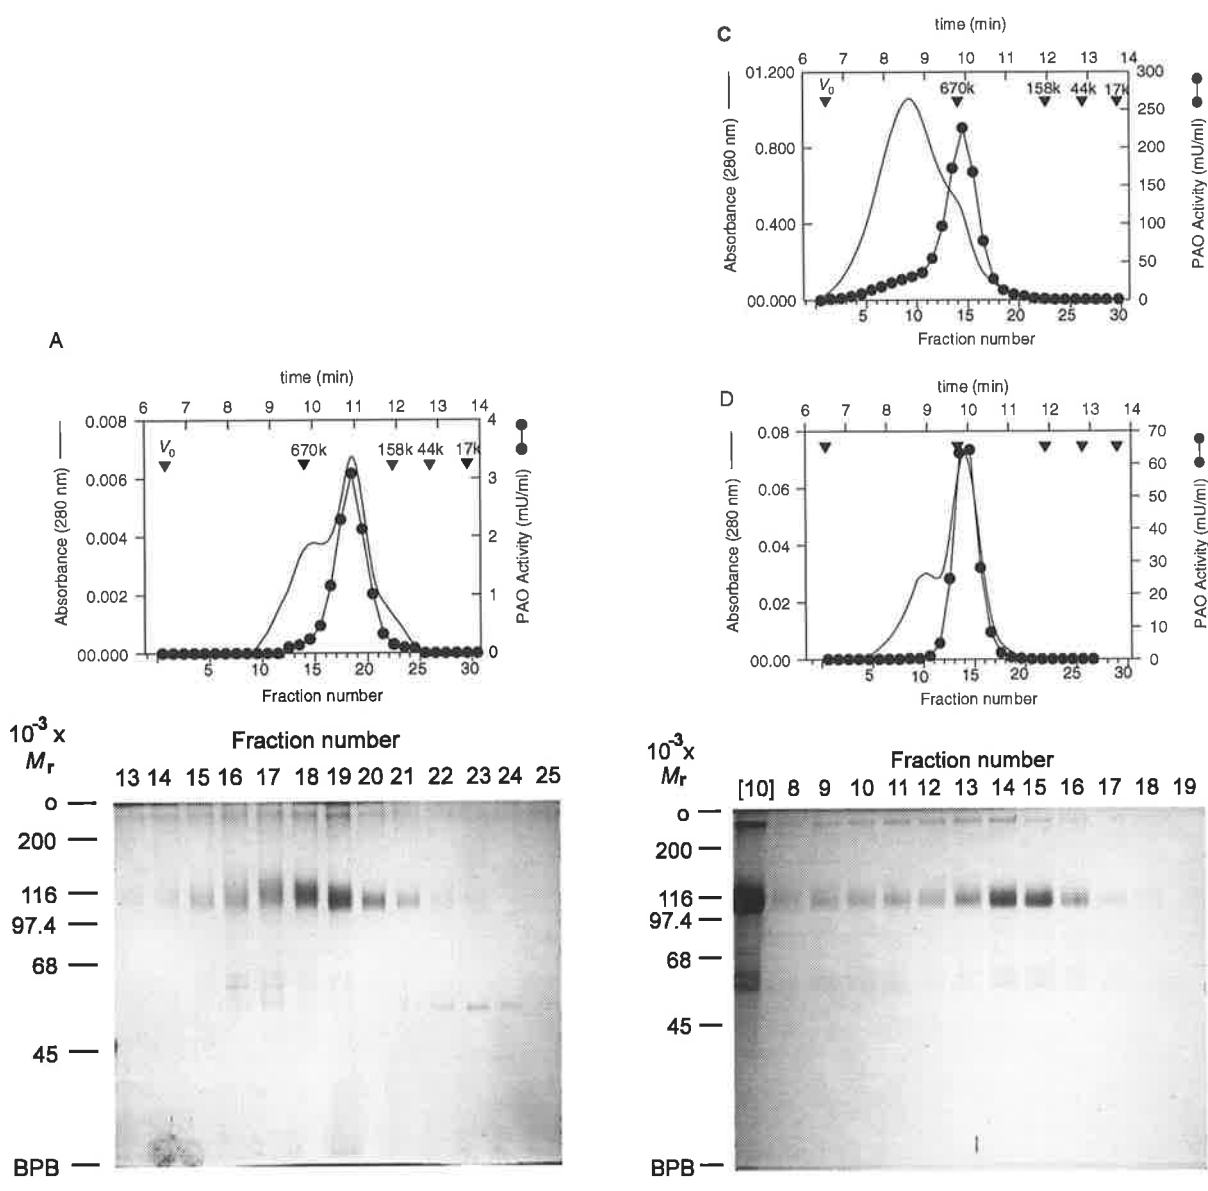 C
time (min)
6 7 8 9 10 11 12 13 14
01.200 V₀ 670k 158k 44k 17k 300
250
0.800 200
150
0.400 100
50
00.000 0
5 10 15 20 25 30
Fraction number
Absorbance (280 nm)
PAO Activity (mU/ml)
A
time (min)
6 7 8 9 10 11 12 13 14
0.008 4
V₀ 670k 158k 44k 17k
0.006 3
0.004 2
0.002 1
00.000 0
5 10 15 20 25 30
Fraction number
Absorbance (280 nm)
PAO Activity (mU/ml)
D
time (min)
6 7 8 9 10 11 12 13 14
0.08 70
60
0.06 50
40
0.04 30
0.02 20
10
00.00 0
5 10 15 20 25 30
Fraction number
Absorbance (280 nm)
PAO Activity (mU/ml)
10⁻³ x
Mᵣ
Fraction number
13 14 15 16 17 18 19 20 21 22 23 24 25
o
200
116
97.4
68
45
BPB
10⁻³x
Mᵣ
Fraction number
[10] 8 9 10 11 12 13 14 15 16 17 18 19
o
200
116
97.4
68
45
BPB